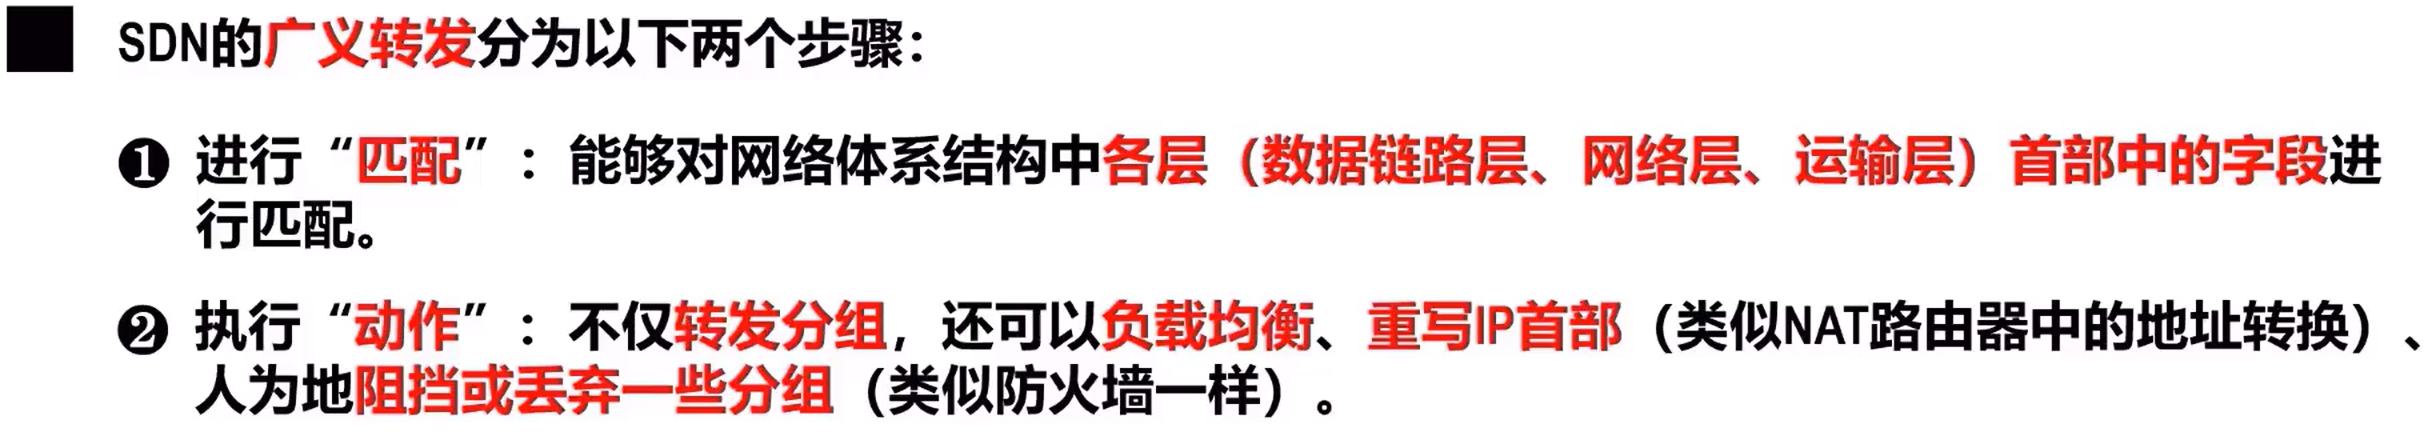 SDN的广义转发分为以下两个步骤：
❶ 进行“匹配”：能够对网络体系结构中各层（数据链路层、网络层、运输层）首部中的字段进
行匹配。
❷ 执行“动作”：不仅转发分组，还可以负载均衡、重写IP首部（类似NAT路由器中的地址转换）、
人为地阻挡或丢弃一些分组（类似防火墙一样）。